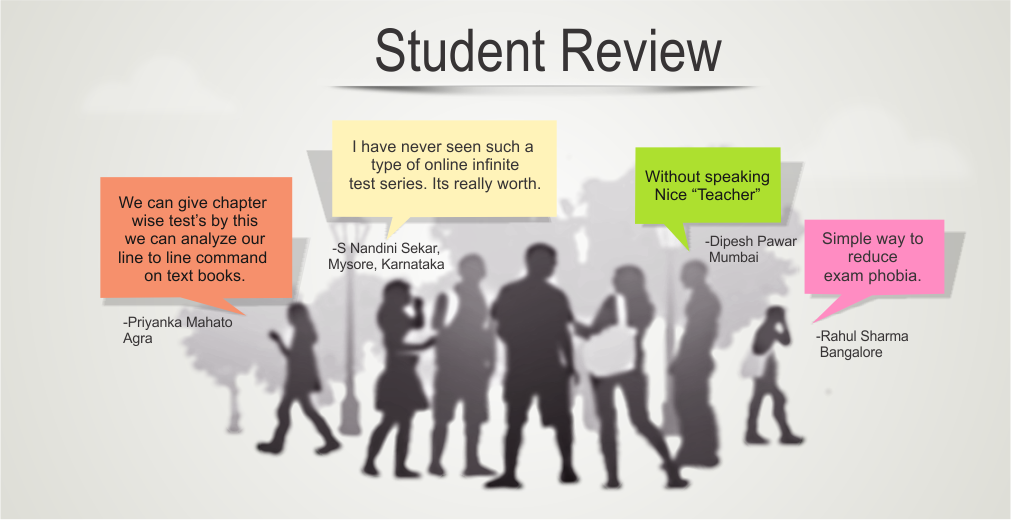 Student Review
We can give chapter
wise test's by this
we can analyze our
line to line command
on text books.
-Priyanka Mahato
Agra
I have never seen such a
type of online infinite
test series. Its really worth.
-S Nandini Sekar,
Mysore, Karnataka
Without speaking
Nice “Teacher”
-Dipesh Pawar
Mumbai
Simple way to
reduce
exam phobia.
-Rahul Sharma
Bangalore